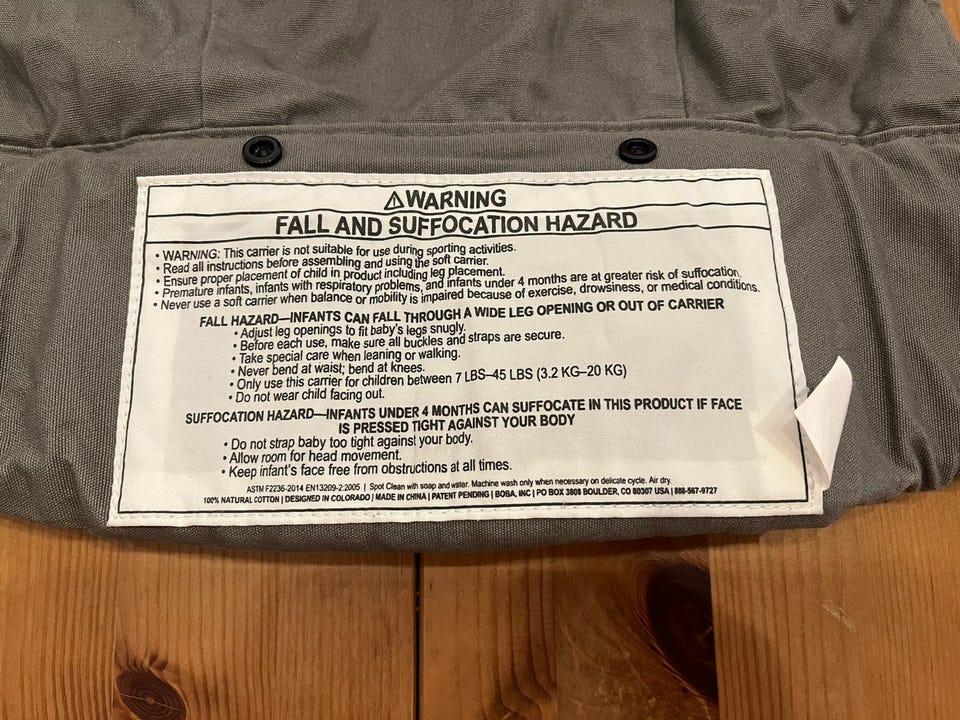 ⚠WARNING
FALL AND SUFFOCATION HAZARD
• WARNING: This carrier is not suitable for use during sporting activities.
• Read all instructions before assembling and using the soft carrier.
• Ensure proper placement of child in product including leg placement.
• Premature infants, infants with respiratory problems, and infants under 4 months are at greater risk of suffocation.
• Never use a soft carrier when balance or mobility is impaired because of exercise, drowsiness, or medical conditions.
FALL HAZARD—INFANTS CAN FALL THROUGH A WIDE LEG OPENING OR OUT OF CARRIER
• Adjust leg openings to fit baby's legs snugly.
• Before each use, make sure all buckles and straps are secure.
• Take special care when leaning or walking.
• Never bend at waist; bend at knees.
• Only use this carrier for children between 7 LBS–45 LBS (3.2 KG–20 KG)
• Do not wear child facing out.
SUFFOCATION HAZARD—INFANTS UNDER 4 MONTHS CAN SUFFOCATE IN THIS PRODUCT IF FACE
IS PRESSED TIGHT AGAINST YOUR BODY
• Do not strap baby too tight against your body.
• Allow room for head movement.
• Keep infant's face free from obstructions at all times.
ASTM F2236-2014 EN13209-2:2005 | Spot Clean with soap and water. Machine wash only when necessary on delicate cycle. Air dry.
100% NATURAL COTTON | DESIGNED IN COLORADO | MADE IN CHINA | PATENT PENDING | BOBA, INC | PO BOX 3808 BOULDER, CO 80307 USA | 888-567-9727